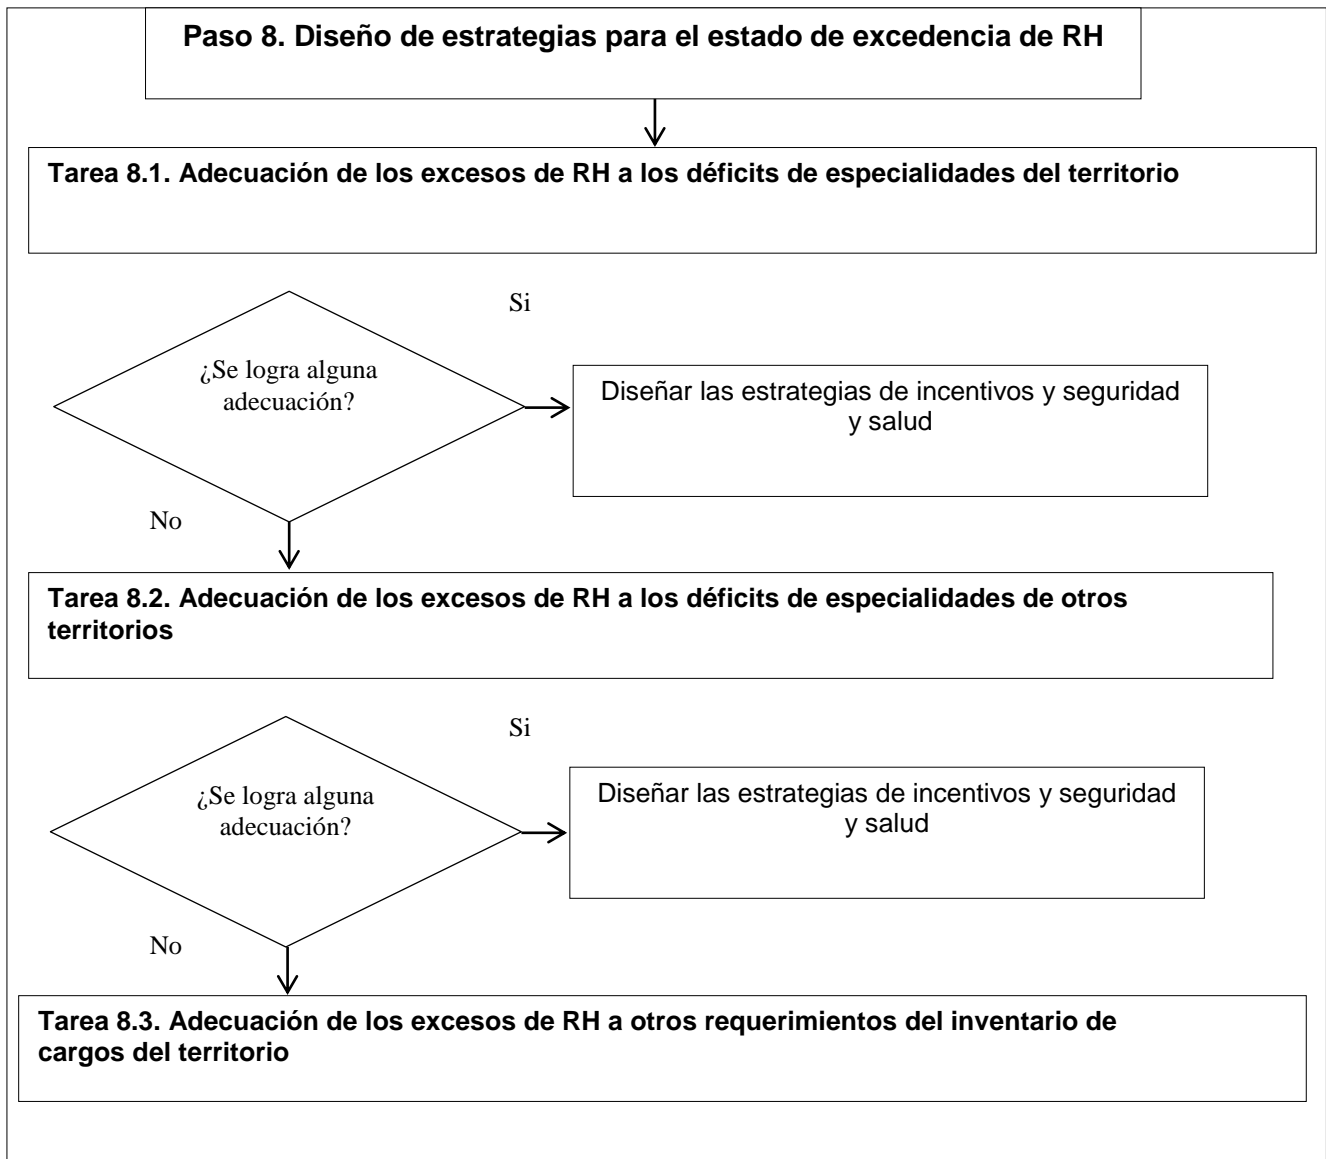 Paso 8. Diseño de estrategias para el estado de excedencia de RH
Tarea 8.1. Adecuación de los excesos de RH a los déficits de especialidades del territorio
Si
¿Se logra alguna
adecuación?
Diseñar las estrategias de incentivos y seguridad
y salud
No
Tarea 8.2. Adecuación de los excesos de RH a los déficits de especialidades de otros
territorios
Si
¿Se logra alguna
adecuación?
Diseñar las estrategias de incentivos y seguridad
y salud
No
Tarea 8.3. Adecuación de los excesos de RH a otros requerimientos del inventario de
cargos del territorio